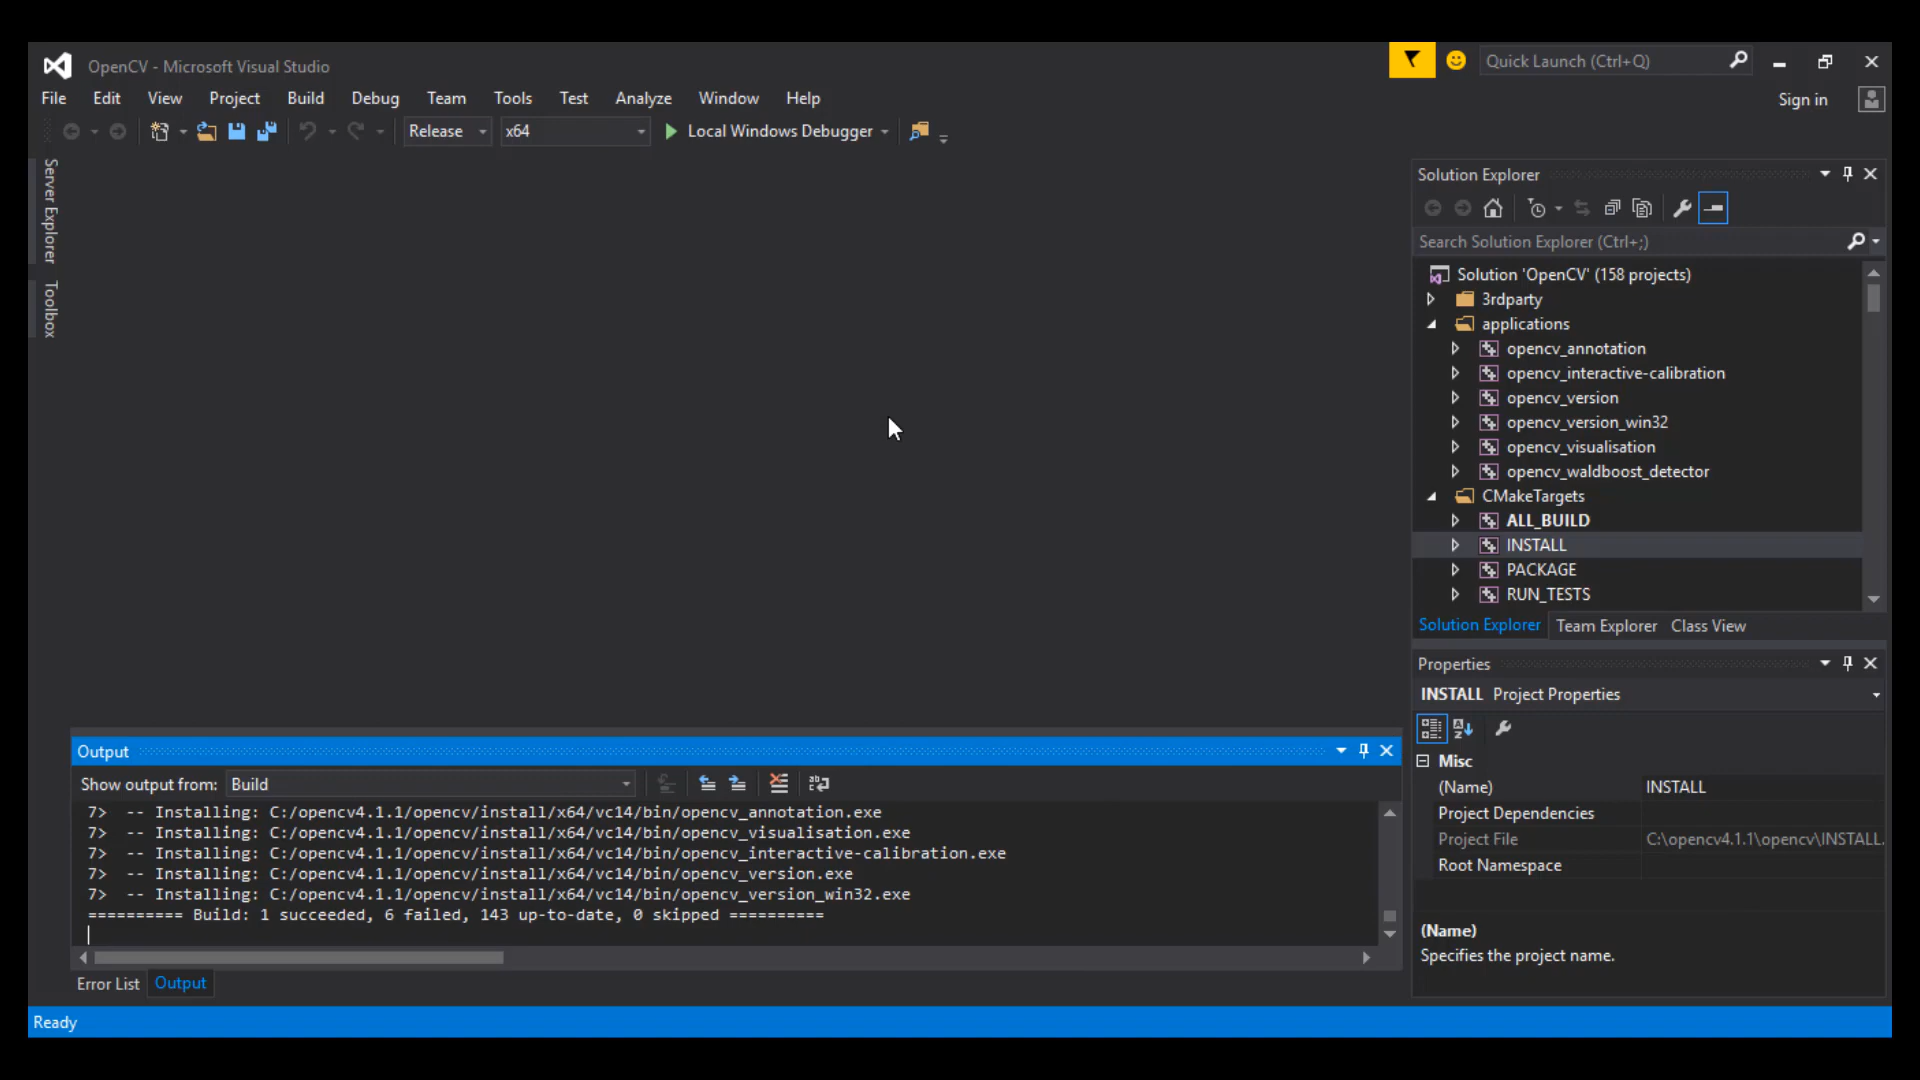 OpenCV - Microsoft Visual Studio
Quick Launch (Ctrl+Q)
File Edit View Project Build Debug Team Tools Test Analyze Window Help
Sign in
Release x64 Local Windows Debugger
Server Explorer
Toolbox
Solution Explorer
Search Solution Explorer (Ctrl+;)
Solution 'OpenCV' (158 projects)
3rdparty
applications
opencv_annotation
opencv_interactive-calibration
opencv_version
opencv_version_win32
opencv_visualisation
opencv_waldboost_detector
CMakeTargets
ALL_BUILD
INSTALL
PACKAGE
RUN_TESTS
Solution Explorer Team Explorer Class View
Properties
INSTALL Project Properties
Misc
(Name) INSTALL
Project Dependencies
Project File C:\opencv4.1.1\opencv\INSTALL.
Root Namespace
(Name)
Specifies the project name.
Output
Show output from: Build
7> -- Installing: C:/opencv4.1.1/opencv/install/x64/vc14/bin/opencv_annotation.exe
7> -- Installing: C:/opencv4.1.1/opencv/install/x64/vc14/bin/opencv_visualisation.exe
7> -- Installing: C:/opencv4.1.1/opencv/install/x64/vc14/bin/opencv_interactive-calibration.exe
7> -- Installing: C:/opencv4.1.1/opencv/install/x64/vc14/bin/opencv_version.exe
7> -- Installing: C:/opencv4.1.1/opencv/install/x64/vc14/bin/opencv_version_win32.exe
========== Build: 1 succeeded, 6 failed, 143 up-to-date, 0 skipped ==========
Error List Output
Ready